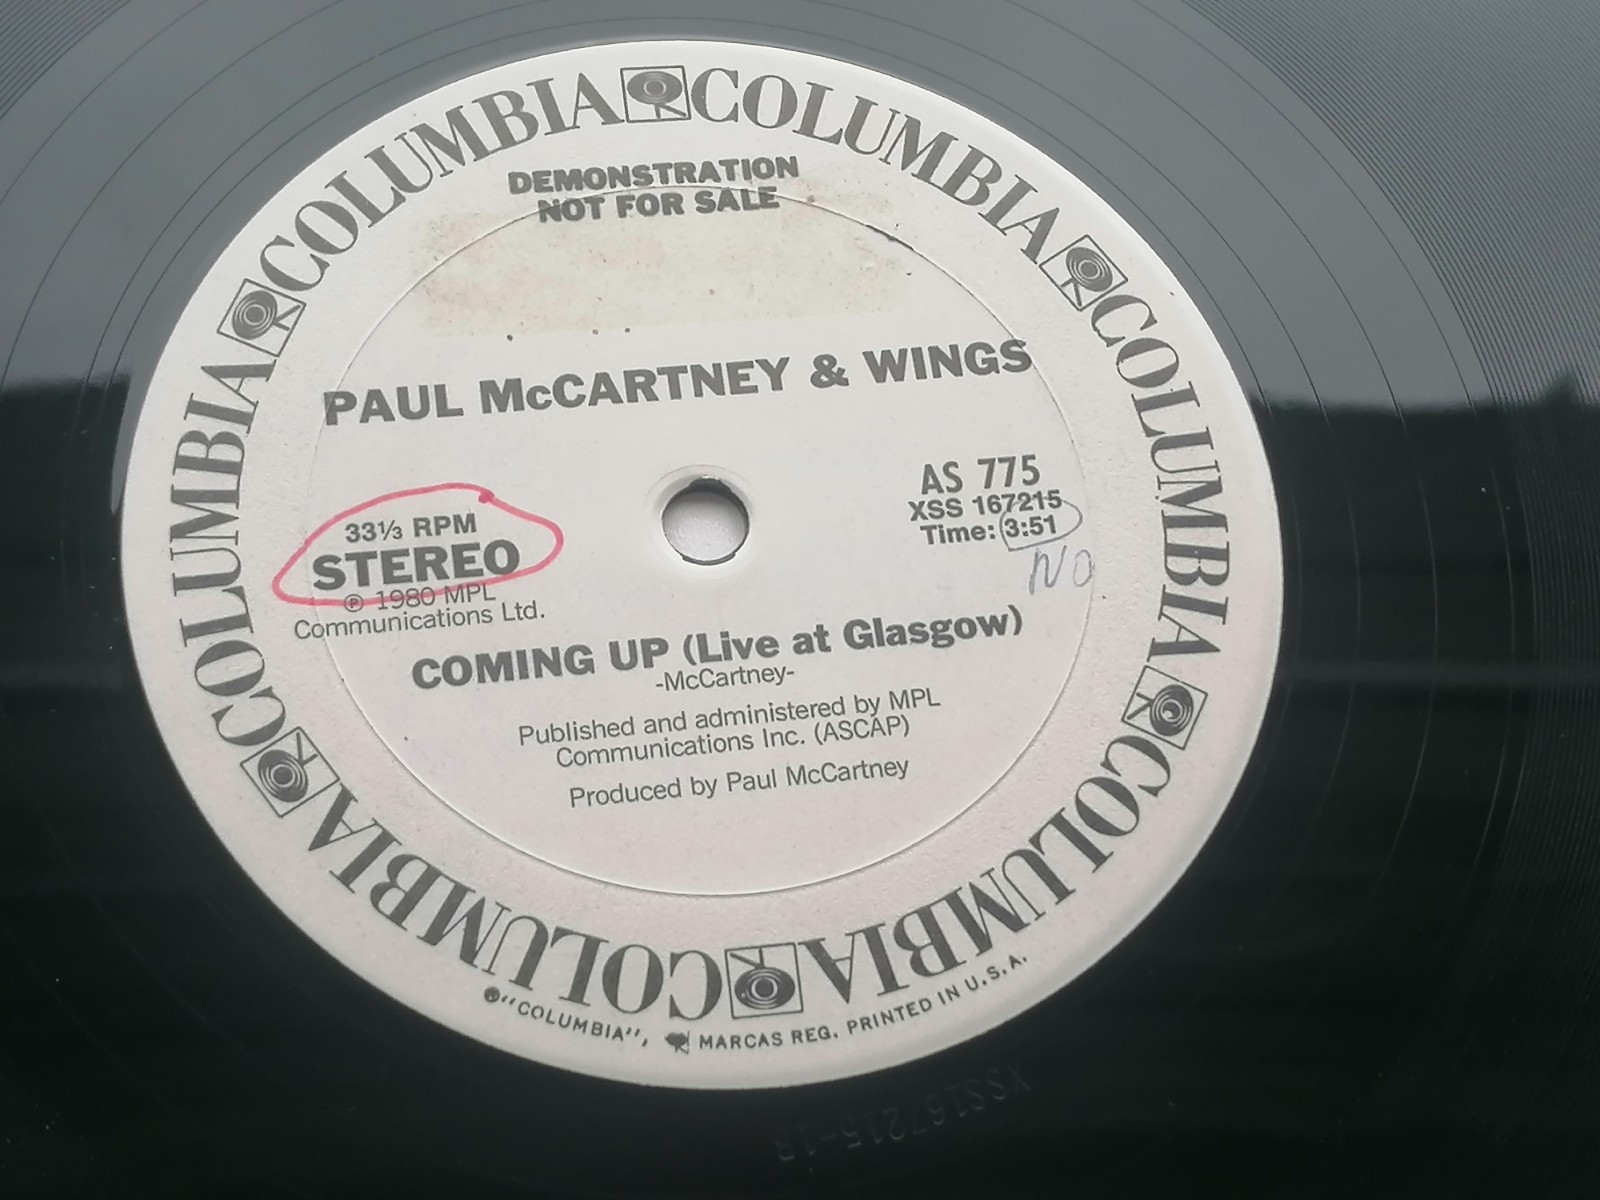 COLUMBIA COLUMBIA COLUMBIA COLUMBIA COLUMBIA COLUMBIA
DEMONSTRATION
NOT FOR SALE
PAUL McCARTNEY & WINGS
33⅓ RPM
STEREO
℗ 1980 MPL
Communications Ltd.
AS 775
XSS 167215
Time: 3:51
NO
COMING UP (Live at Glasgow)
-McCartney-
Published and administered by MPL
Communications Inc. (ASCAP)
Produced by Paul McCartney
"COLUMBIA", MARCAS REG. PRINTED IN U.S.A.
XSS167215-1B